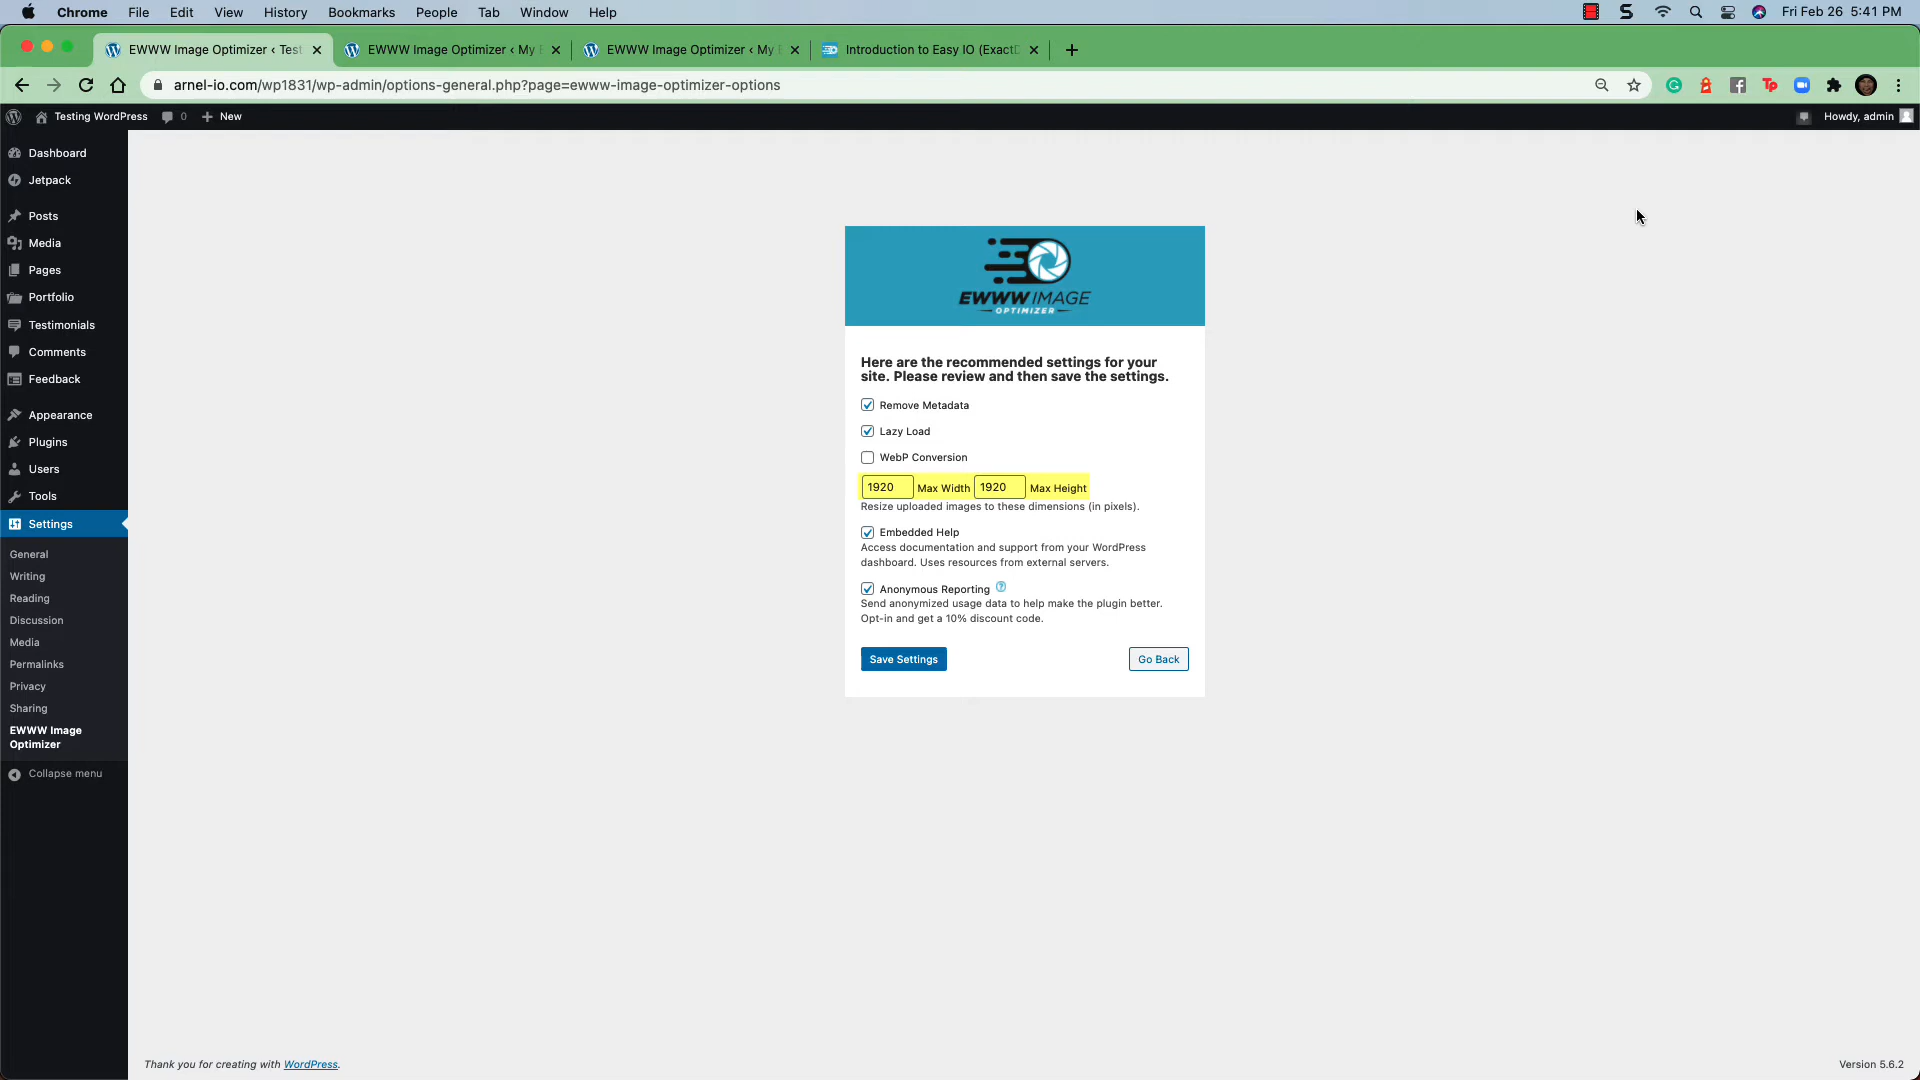 Chrome File Edit View History Bookmarks People Tab Window Help Fri Feb 26 5:41 PM
EWWW Image Optimizer ‹ Test EWWW Image Optimizer ‹ My EWWW Image Optimizer ‹ My Introduction to Easy IO (Exact
arnel-io.com/wp1831/wp-admin/options-general.php?page=ewww-image-optimizer-options
Testing WordPress 0 + New Howdy, admin
Dashboard
Jetpack
Posts
Media
Pages
Portfolio
Testimonials
Comments
Feedback
Appearance
Plugins
Users
Tools
Settings
General
Writing
Reading
Discussion
Media
Permalinks
Privacy
Sharing
EWWW Image
Optimizer
Collapse menu
EWWW IMAGE
OPTIMIZER
Here are the recommended settings for your
site. Please review and then save the settings.
Remove Metadata
Lazy Load
WebP Conversion
1920 Max Width 1920 Max Height
Resize uploaded images to these dimensions (in pixels).
Embedded Help
Access documentation and support from your WordPress
dashboard. Uses resources from external servers.
Anonymous Reporting ?
Send anonymized usage data to help make the plugin better.
Opt-in and get a 10% discount code.
Save Settings Go Back
Thank you for creating with WordPress. Version 5.6.2